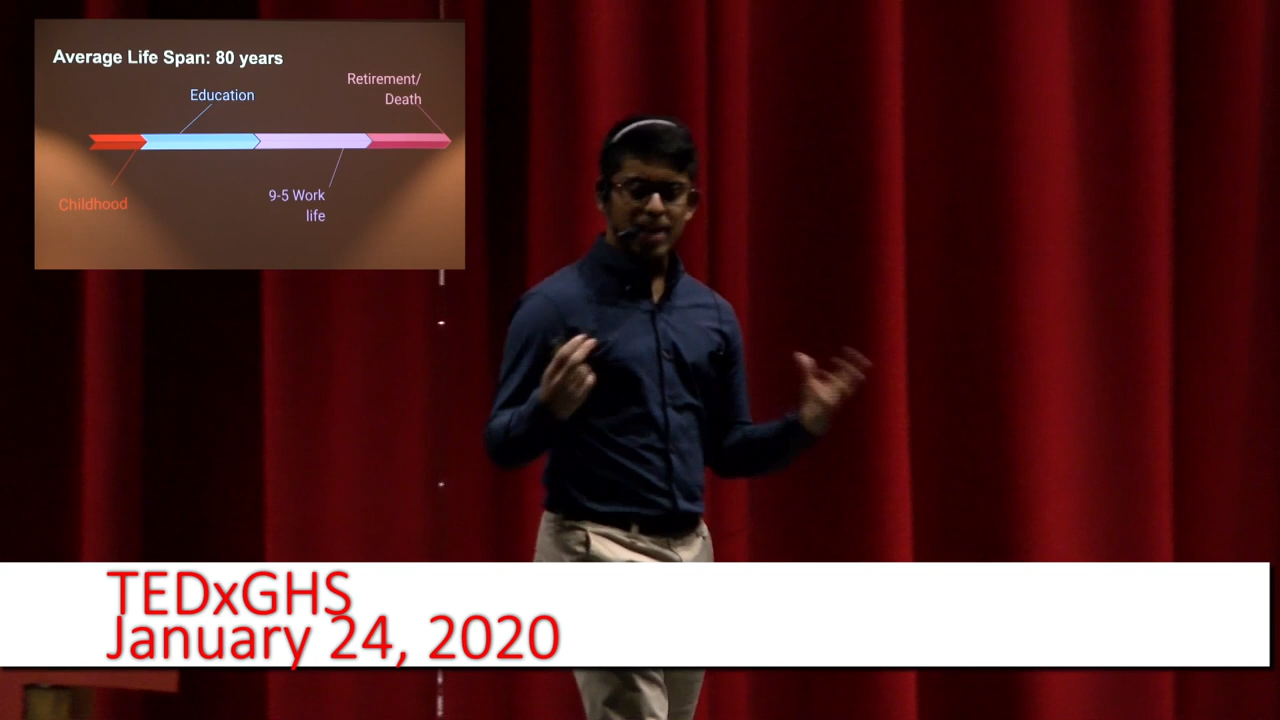 Average Life Span: 80 years
Retirement/
Death
Education
Childhood
9-5 Work
life
TEDxGHS
January 24, 2020